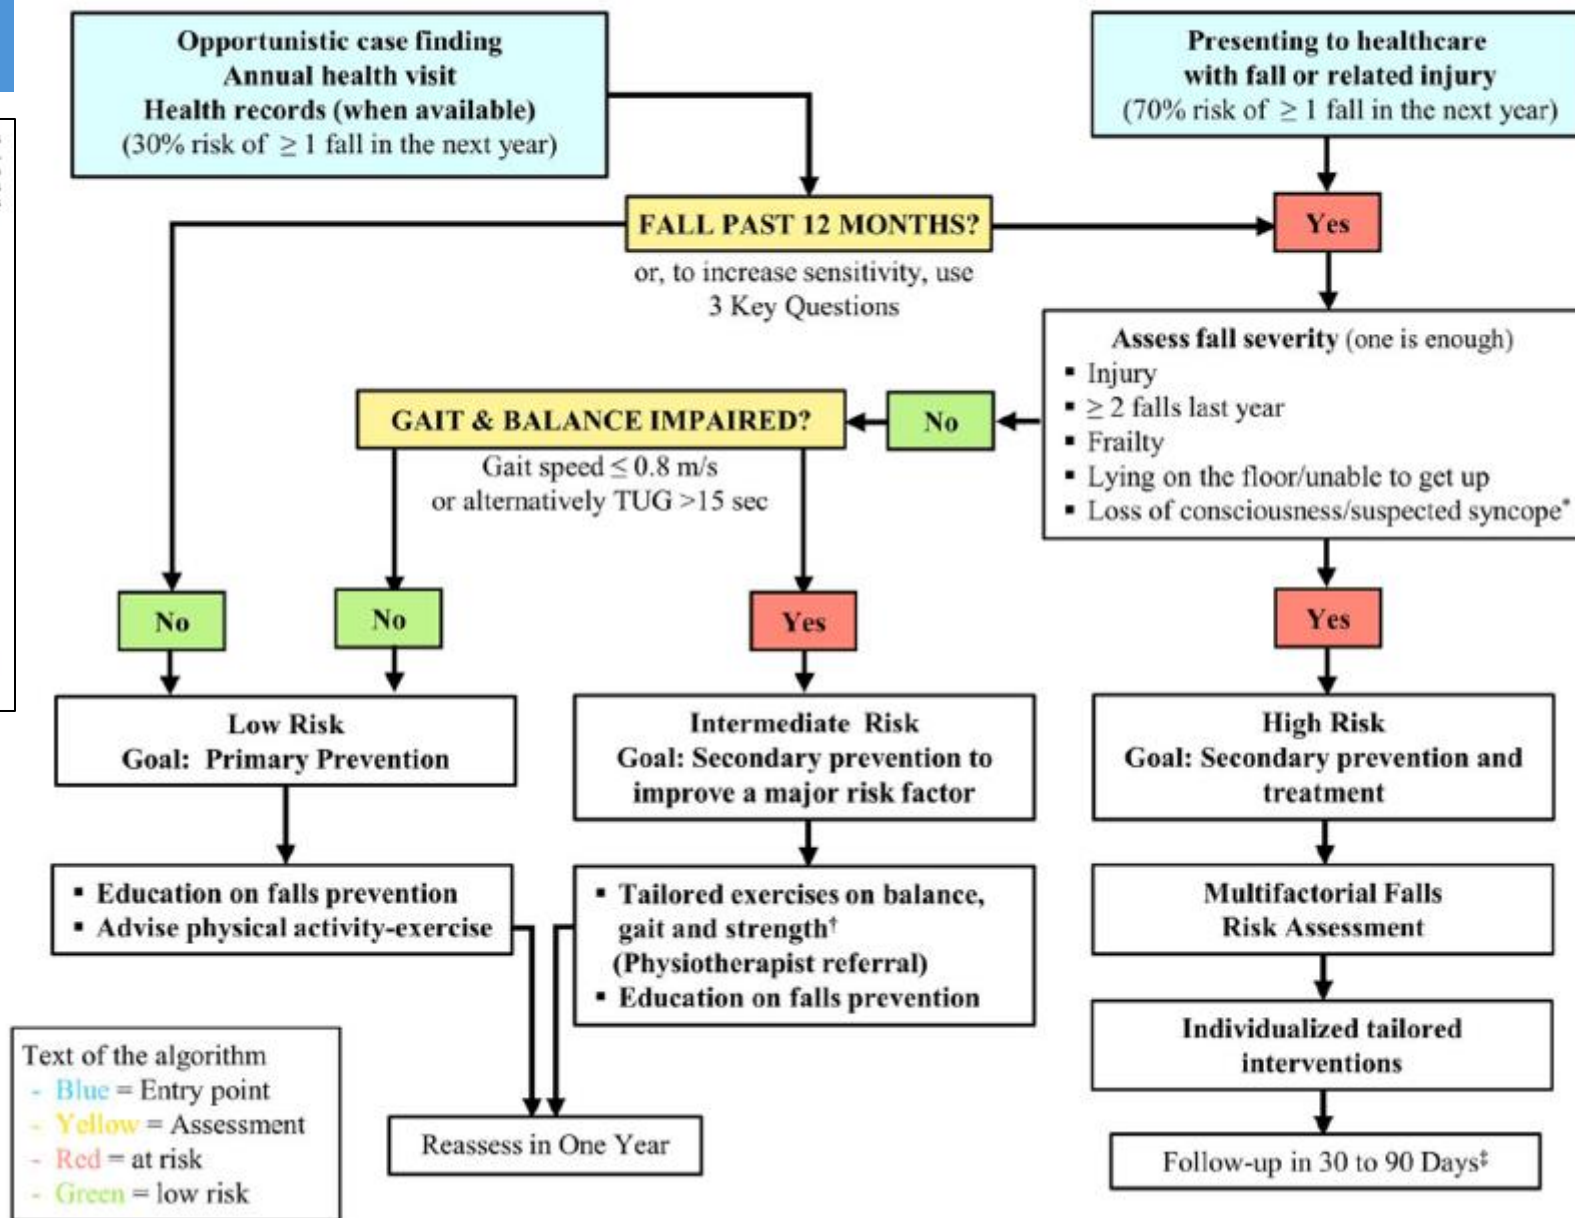 Opportunistic case finding
Annual health visit
Health records (when available)
(30% risk of ≥ 1 fall in the next year)
Presenting to healthcare
with fall or related injury
(70% risk of ≥ 1 fall in the next year)
FALL PAST 12 MONTHS?
Yes
or, to increase sensitivity, use
3 Key Questions
Assess fall severity (one is enough)
▪ Injury
▪ ≥ 2 falls last year
▪ Frailty
▪ Lying on the floor/unable to get up
▪ Loss of consciousness/suspected syncope*
No
GAIT & BALANCE IMPAIRED?
Gait speed ≤ 0.8 m/s
or alternatively TUG >15 sec
No
No
Yes
Yes
Low Risk
Goal: Primary Prevention
Intermediate Risk
Goal: Secondary prevention to
improve a major risk factor
High Risk
Goal: Secondary prevention and
treatment
▪ Education on falls prevention
▪ Advise physical activity-exercise
▪ Tailored exercises on balance,
gait and strength†
(Physiotherapist referral)
▪ Education on falls prevention
Multifactorial Falls
Risk Assessment
Individualized tailored
interventions
Reassess in One Year
Follow-up in 30 to 90 Days‡
Text of the algorithm
- Blue = Entry point
- Yellow = Assessment
- Red = at risk
- Green = low risk